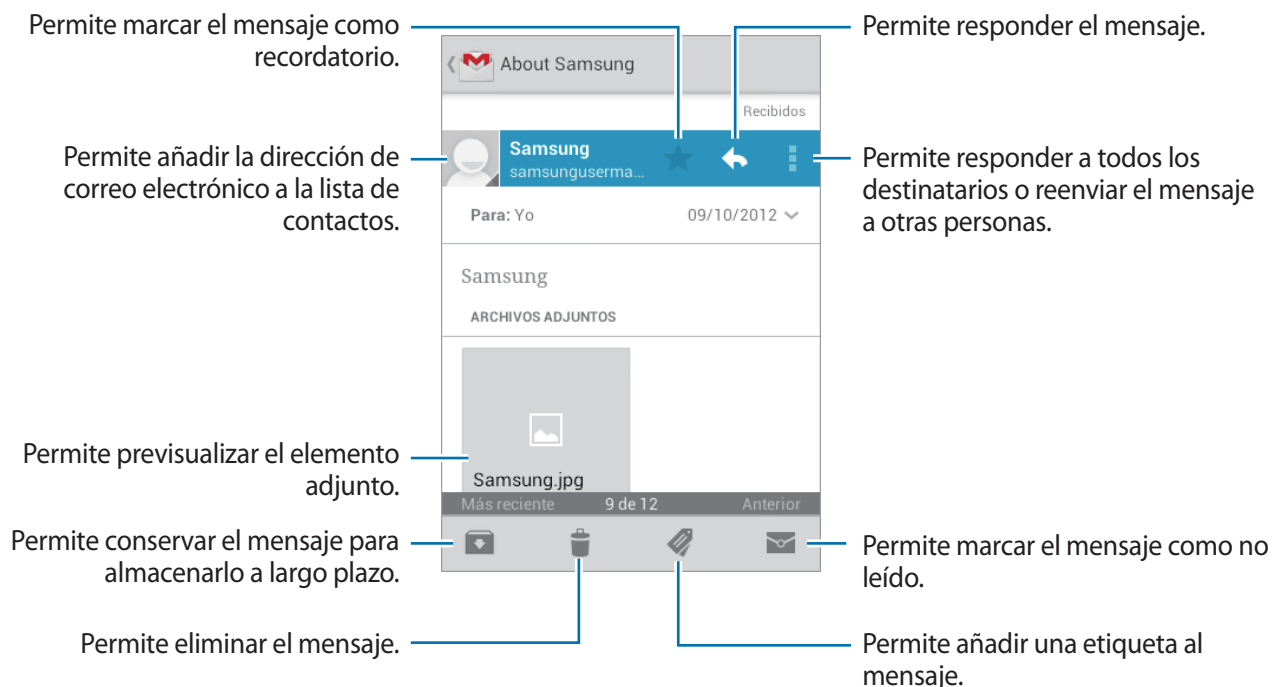 Permite marcar el mensaje como
recordatorio.
Permite responder el mensaje.
About Samsung
Recibidos
Permite añadir la dirección de
correo electrónico a la lista de
contactos.
Samsung
samsunguserma...
Permite responder a todos los
destinatarios o reenviar el mensaje
a otras personas.
Para: Yo 09/10/2012
Samsung
ARCHIVOS ADJUNTOS
Permite previsualizar el elemento
adjunto.
Samsung.jpg
Más reciente 9 de 12 Anterior
Permite conservar el mensaje para
almacenarlo a largo plazo.
Permite marcar el mensaje como no
leído.
Permite eliminar el mensaje.
Permite añadir una etiqueta al
mensaje.